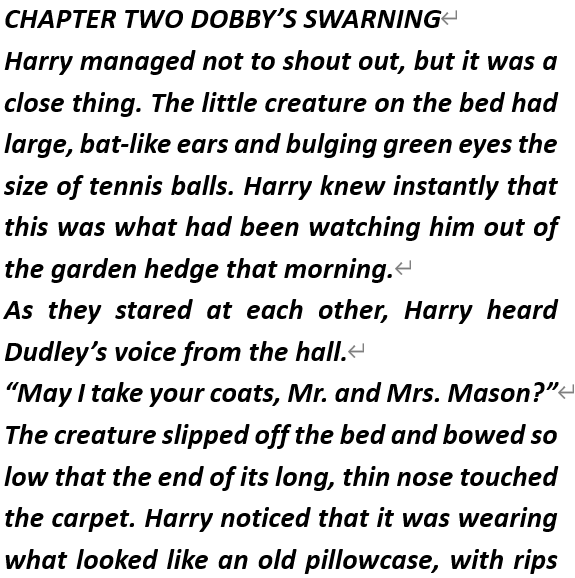 CHAPTER TWO DOBBY’S SWARNING
Harry managed not to shout out, but it was a
close thing. The little creature on the bed had
large, bat-like ears and bulging green eyes the
size of tennis balls. Harry knew instantly that
this was what had been watching him out of
the garden hedge that morning.
As they stared at each other, Harry heard
Dudley’s voice from the hall.
“May I take your coats, Mr. and Mrs. Mason?”
The creature slipped off the bed and bowed so
low that the end of its long, thin nose touched
the carpet. Harry noticed that it was wearing
what looked like an old pillowcase, with rips